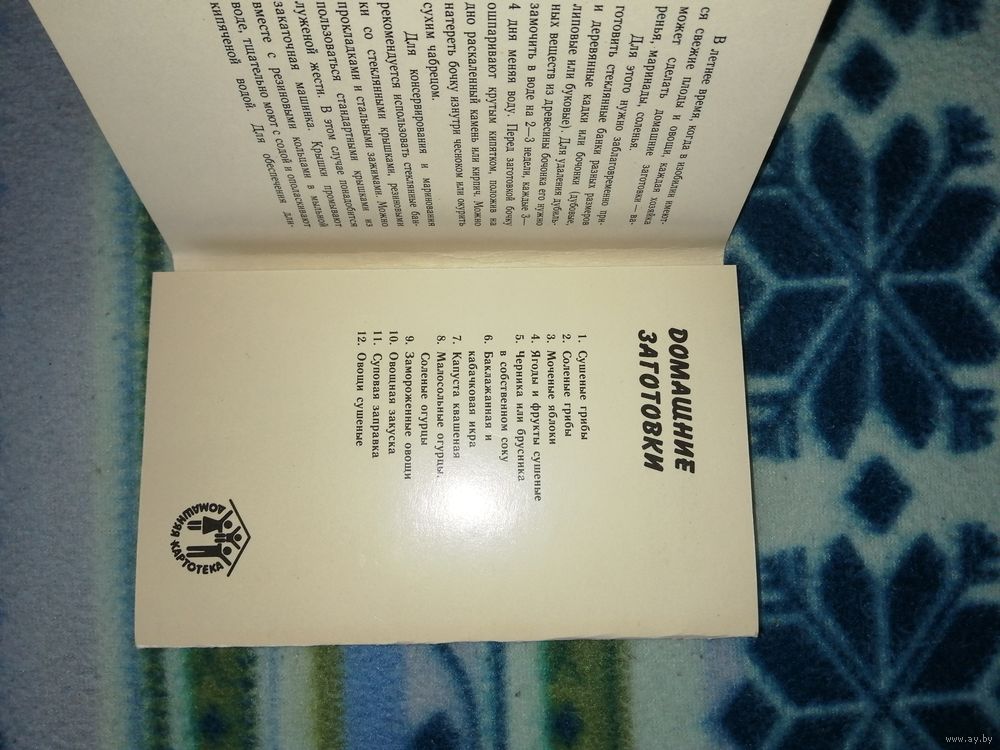 В летнее время, когда в изобилии имеют-
ся свежие плоды и овощи, каждая хозяйка
может сделать домашние заготовки — ва-
ренья, маринады, соленья.
Для этого нужно заблаговременно при-
готовить стеклянные банки разных размеров
и деревянные кадки или бочонки (дубовые,
липовые или буковые). Для удаления дубиль-
ных веществ из древесины бочонка его нужно
замочить в воде на 2—3 недели, каждые 3—
4 дня меняя воду. Перед заготовкой бочку
ошпаривают крутым кипятком, положив на
дно раскаленный камень или кирпич. Можно
натереть бочку изнутри чесноком или окурить
сухим чабрецом.
Для консервирования и маринования
рекомендуется использовать стеклянные бан-
ки со стеклянными крышками, резиновыми
прокладками и стальными зажимами. Можно
пользоваться стандартными крышками из
луженой жести. В этом случае понадобится
закаточная машинка. Крышки промывают
вместе с резиновыми кольцами в мыльной
воде, тщательно моют с содой и ополаскивают
кипяченой водой. Для обеспечения дли-
ДОМАШНИЕ
ЗАГОТОВКИ
1. Сушеные грибы
2. Соленые грибы
3. Моченые яблоки
4. Ягоды и фрукты сушеные
5. Черника или брусника
в собственном соку
6. Баклажанная и
кабачковая икра
7. Капуста квашеная
8. Малосольные огурцы.
Соленые огурцы
9. Замороженные овощи
10. Овощная закуска
11. Суповая заправка
12. Овощи сушеные
ДОМАШНЯЯ КАРТОТЕКА
www.ay.by